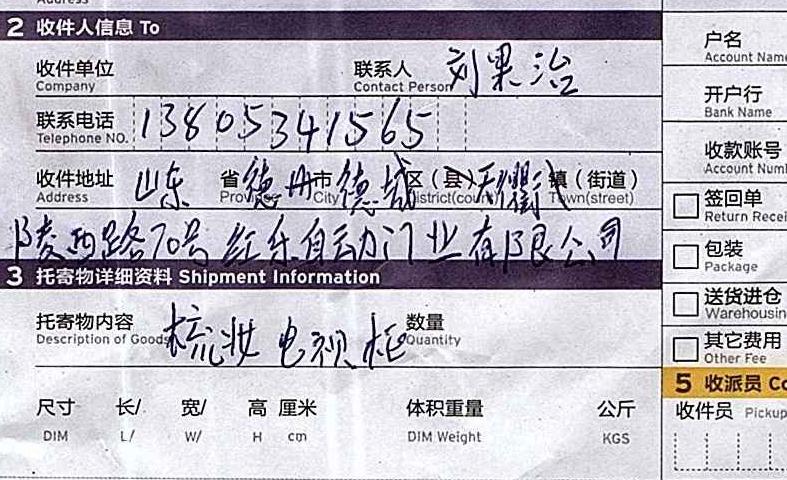 Address
2 收件人信息 To
收件单位 联系人 刘果治
Company Contact Person
联系电话 13805341565
Telephone NO.
收件地址 山东 省 德州 市 德城 区（县） 镇（街道）
Address Province City District(county) Town(street)
陵西路70号 红乐自动门业有限公司
3 托寄物详细资料 Shipment Information
托寄物内容 梳妆 电视柜 数量
Description of Goods Quantity
尺寸 长/ 宽/ 高 厘米 体积重量 公斤
DIM L/ W/ H cm DIM Weight KGS
户名
Account Name
开户行
Bank Name
收款账号
Account Num
签回单
Return Recei
包装
Package
送货进仓
Warehousin
其它费用
Other Fee
5 收派员 Co
收件员 Pickup